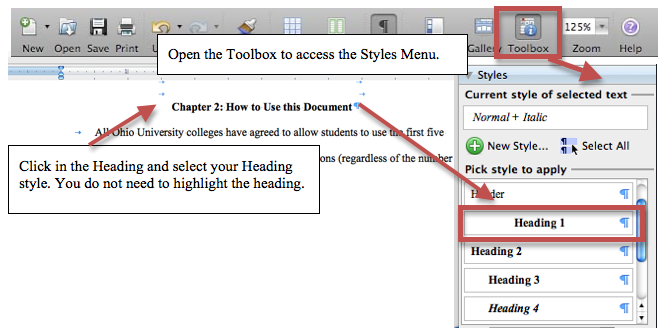 125%
New Open Save Print Gallery Toolbox Zoom Help
Open the Toolbox to access the Styles Menu.
Styles
Current style of selected text
Normal + Italic
New Style... Select All
Pick style to apply
Header
Heading 1
Heading 2
Heading 3
Heading 4
Chapter 2: How to Use this Document
All Ohio University colleges have agreed to allow students to use the first five
(regardless of the number
Click in the Heading and select your Heading
style. You do not need to highlight the heading.